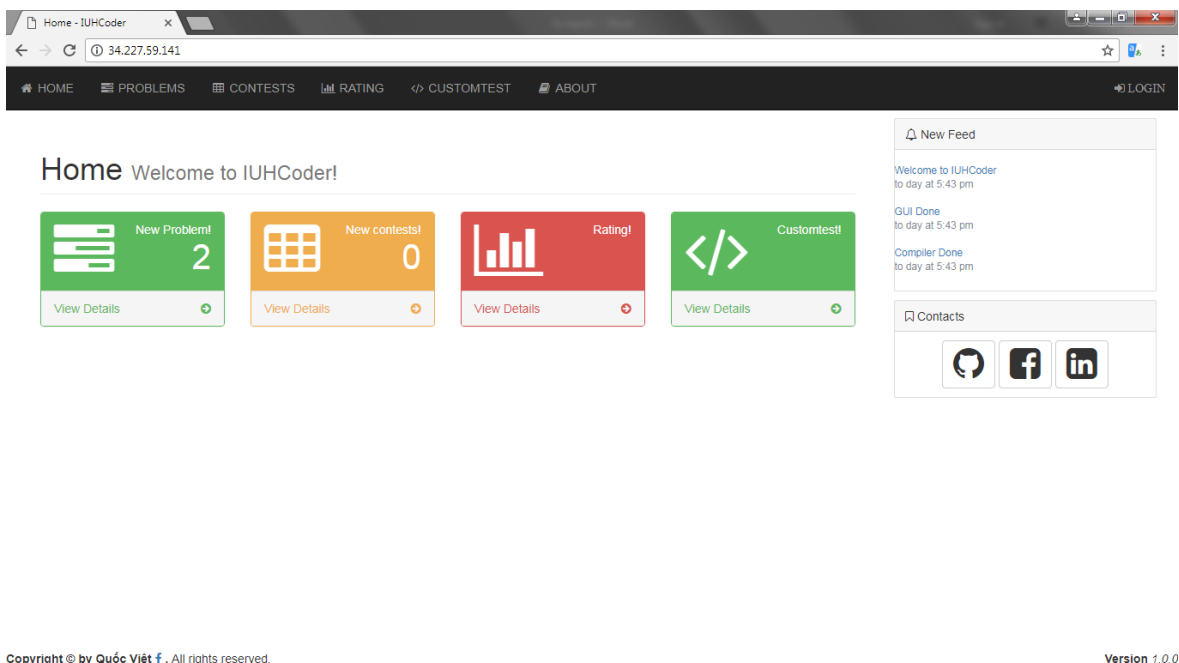 Home - IUHCoder
34.227.59.141
HOME PROBLEMS CONTESTS RATING CUSTOMTEST ABOUT LOGIN
Home Welcome to IUHCoder!
New Problem!
2
View Details
New contests!
0
View Details
Rating!
View Details
Customtest!
View Details
New Feed
Welcome to IUHCoder
to day at 5:43 pm
GUI Done
to day at 5:43 pm
Compiler Done
to day at 5:43 pm
Contacts
Copyright © by Quốc Việt f . All rights reserved.
Version 1.0.0